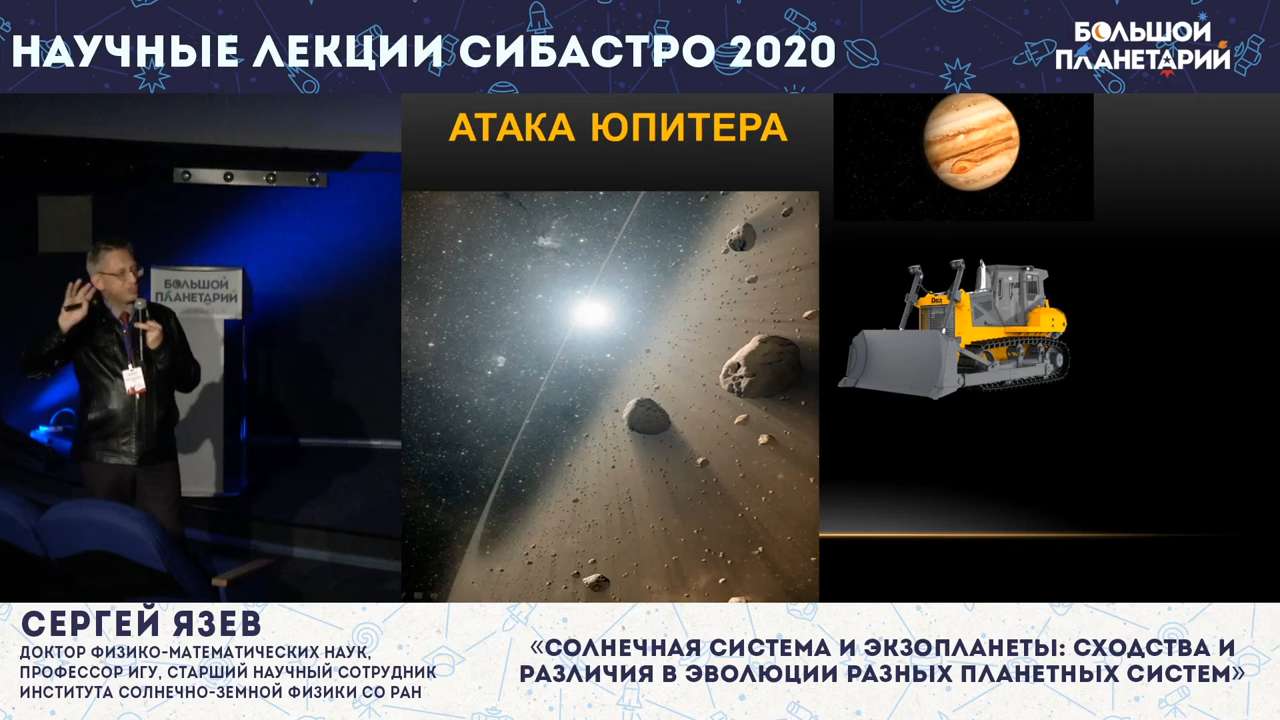 НАУЧНЫЕ ЛЕКЦИИ СИБАСТРО 2020
БОЛЬШОЙ
ПЛАНЕТАРИЙ
АТАКА ЮПИТЕРА
БОЛЬШОЙ
ПЛАНЕТАРИЙ
СЕРГЕЙ ЯЗЕВ
ДОКТОР ФИЗИКО-МАТЕМАТИЧЕСКИХ НАУК,
ПРОФЕССОР ИГУ, СТАРШИЙ НАУЧНЫЙ СОТРУДНИК
ИНСТИТУТА СОЛНЕЧНО-ЗЕМНОЙ ФИЗИКИ СО РАН
«СОЛНЕЧНАЯ СИСТЕМА И ЭКЗОПЛАНЕТЫ: СХОДСТВА И
РАЗЛИЧИЯ В ЭВОЛЮЦИИ РАЗНЫХ ПЛАНЕТНЫХ СИСТЕМ»